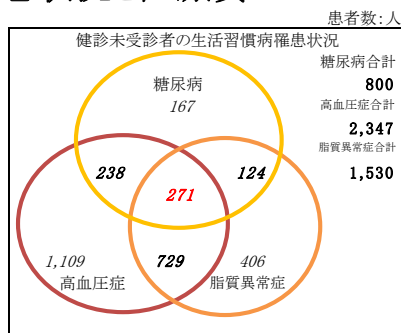 患者数:人
健診未受診者の生活習慣病罹患状況
糖尿病合計
800
高血圧症合計
2,347
脂質異常症合計
1,530
糖尿病
167
238
124
271
1,109
729
406
高血圧症
脂質異常症